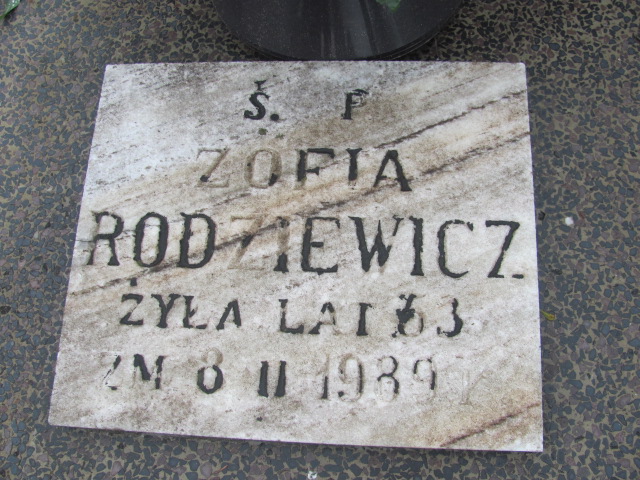 Ś. P
ZOFIA
RODZIEWICZ
ŻYŁA LAT 63
ZM 8 II 1989 R